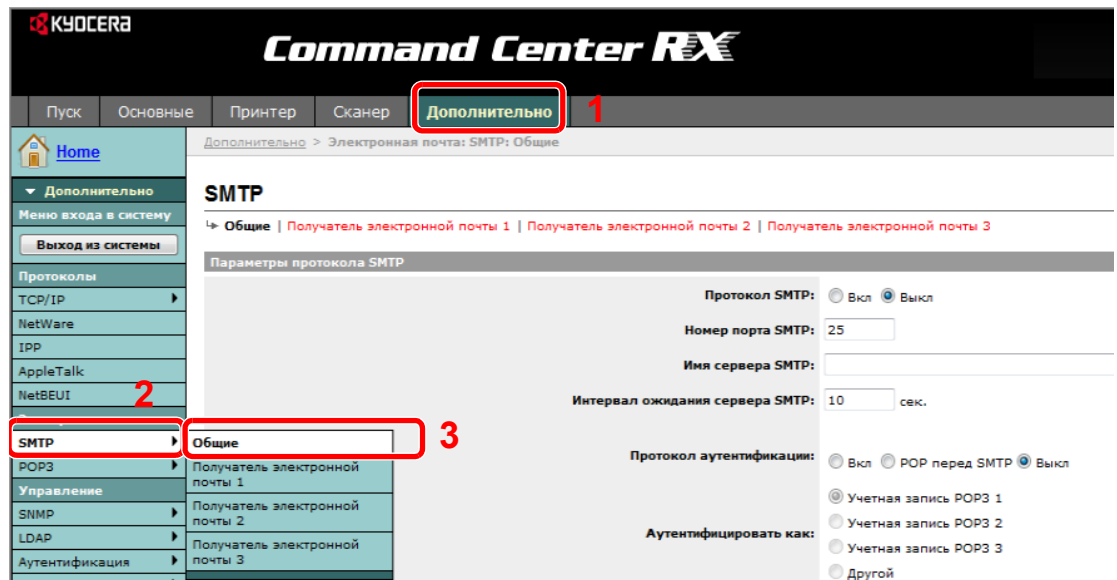 KYOCERA
Command Center RX
Пуск Основные Принтер Сканер Дополнительно 1
Home
Дополнительно > Электронная почта: SMTP: Общие
Дополнительно
Меню входа в систему
Выход из системы
Протоколы
TCP/IP
NetWare
IPP
AppleTalk
NetBEUI
2
SMTP
POP3
Управление
SNMP
LDAP
Аутентификация
Общие
3
Получатель электронной
почты 1
Получатель электронной
почты 2
Получатель электронной
почты 3
SMTP
Общие | Получатель электронной почты 1 | Получатель электронной почты 2 | Получатель электронной почты 3
Параметры протокола SMTP
Протокол SMTP: Вкл Выкл
Номер порта SMTP: 25
Имя сервера SMTP:
Интервал ожидания сервера SMTP: 10 сек.
Протокол аутентификации: Вкл POP перед SMTP Выкл
Аутентифицировать как:
Учетная запись POP3 1
Учетная запись POP3 2
Учетная запись POP3 3
Другой